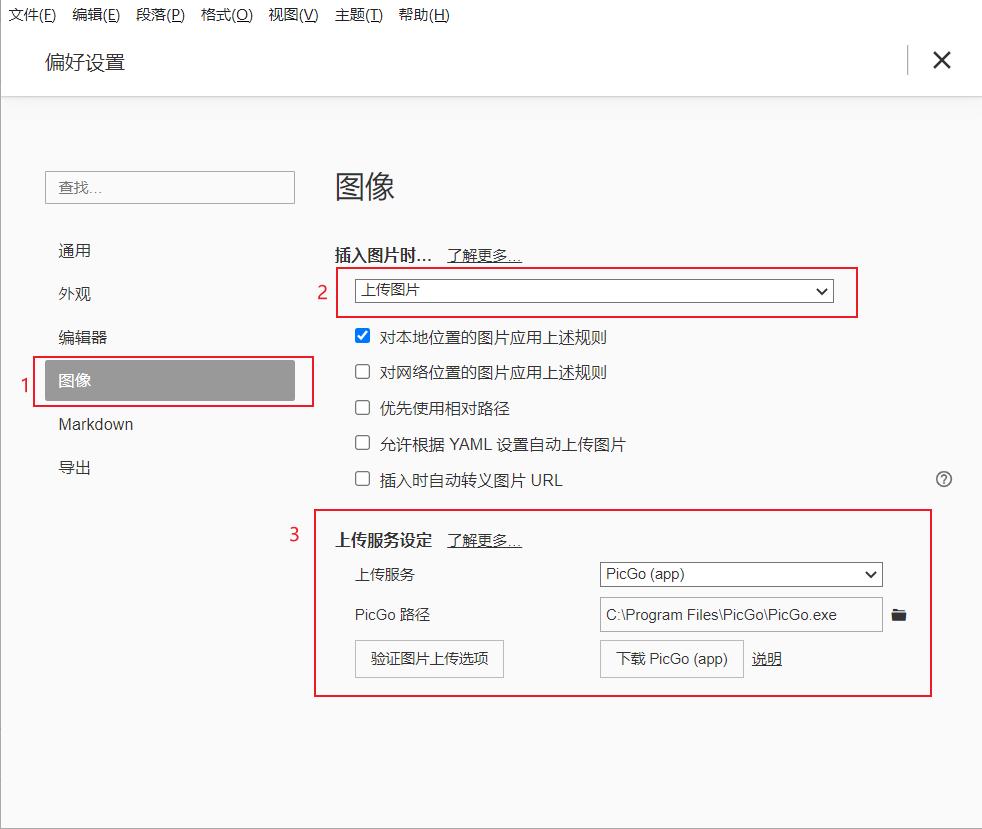 文件(F) 编辑(E) 段落(P) 格式(O) 视图(V) 主题(T) 帮助(H)
偏好设置
查找...
通用
外观
编辑器
1
图像
Markdown
导出
图像
插入图片时... 了解更多...
2
上传图片
对本地位置的图片应用上述规则
对网络位置的图片应用上述规则
优先使用相对路径
允许根据 YAML 设置自动上传图片
插入时自动转义图片 URL
?
3
上传服务设定 了解更多...
上传服务 PicGo (app)
PicGo 路径 C:\Program Files\PicGo\PicGo.exe
验证图片上传选项 下载 PicGo (app) 说明